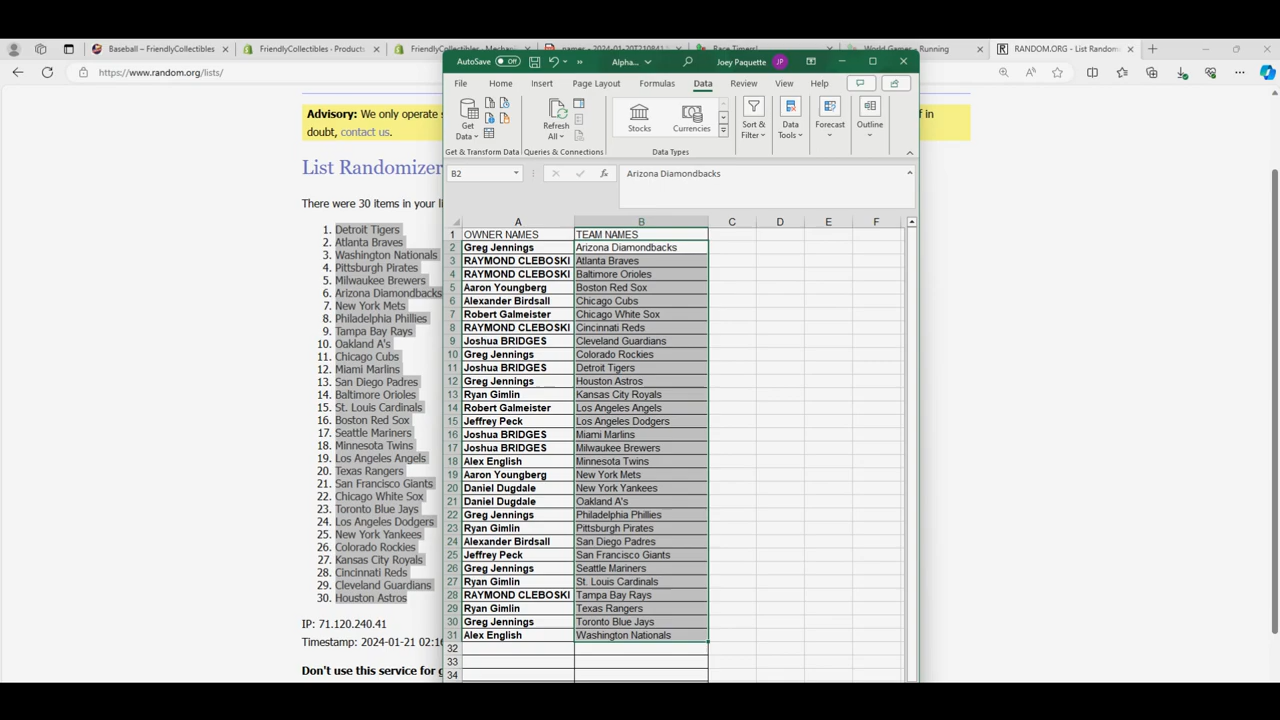 Baseball – FriendlyCollectibles
FriendlyCollectibles · Products
FriendlyCollectibles · Mechani
names - 2024-01-20T210841
Race Timers!
World Games - Running
RANDOM.ORG - List Random
https://www.random.org/lists/
Advisory: We only operate s
f in
doubt, contact us.
List Randomizer
There were 30 items in your li
1. Detroit Tigers
2. Atlanta Braves
3. Washington Nationals
4. Pittsburgh Pirates
5. Milwaukee Brewers
6. Arizona Diamondbacks
7. New York Mets
8. Philadelphia Phillies
9. Tampa Bay Rays
10. Oakland A's
11. Chicago Cubs
12. Miami Marlins
13. San Diego Padres
14. Baltimore Orioles
15. St. Louis Cardinals
16. Boston Red Sox
17. Seattle Mariners
18. Minnesota Twins
19. Los Angeles Angels
20. Texas Rangers
21. San Francisco Giants
22. Chicago White Sox
23. Toronto Blue Jays
24. Los Angeles Dodgers
25. New York Yankees
26. Colorado Rockies
27. Kansas City Royals
28. Cincinnati Reds
29. Cleveland Guardians
30. Houston Astros
IP: 71.120.240.41
Timestamp: 2024-01-21 02:16
Don't use this service for g
AutoSave Off » Alpha... Joey Paquette JP
File Home Insert Page Layout Formulas Data Review View Help
Get Data Refresh All Stocks Currencies Sort & Filter Data Tools Forecast Outline
Get & Transform Data Queries & Connections Data Types
B2 fx Arizona Diamondbacks
A B C D E F
1 OWNER NAMES TEAM NAMES
2 Greg Jennings Arizona Diamondbacks
3 RAYMOND CLEBOSKI Atlanta Braves
4 RAYMOND CLEBOSKI Baltimore Orioles
5 Aaron Youngberg Boston Red Sox
6 Alexander Birdsall Chicago Cubs
7 Robert Galmeister Chicago White Sox
8 RAYMOND CLEBOSKI Cincinnati Reds
9 Joshua BRIDGES Cleveland Guardians
10 Greg Jennings Colorado Rockies
11 Joshua BRIDGES Detroit Tigers
12 Greg Jennings Houston Astros
13 Ryan Gimlin Kansas City Royals
14 Robert Galmeister Los Angeles Angels
15 Jeffrey Peck Los Angeles Dodgers
16 Joshua BRIDGES Miami Marlins
17 Joshua BRIDGES Milwaukee Brewers
18 Alex English Minnesota Twins
19 Aaron Youngberg New York Mets
20 Daniel Dugdale New York Yankees
21 Daniel Dugdale Oakland A's
22 Greg Jennings Philadelphia Phillies
23 Ryan Gimlin Pittsburgh Pirates
24 Alexander Birdsall San Diego Padres
25 Jeffrey Peck San Francisco Giants
26 Greg Jennings Seattle Mariners
27 Ryan Gimlin St. Louis Cardinals
28 RAYMOND CLEBOSKI Tampa Bay Rays
29 Ryan Gimlin Texas Rangers
30 Greg Jennings Toronto Blue Jays
31 Alex English Washington Nationals
32
33
34